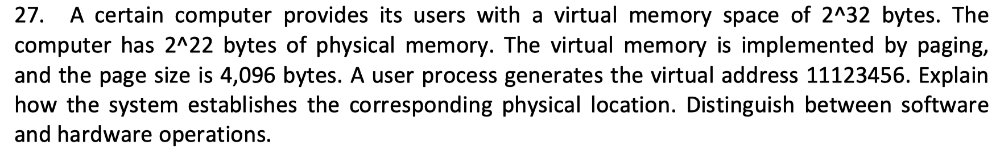 27. A certain computer provides its users with a virtual memory space of 2^32 bytes. The
computer has 2^22 bytes of physical memory. The virtual memory is implemented by paging,
and the page size is 4,096 bytes. A user process generates the virtual address 11123456. Explain
how the system establishes the corresponding physical location. Distinguish between software
and hardware operations.